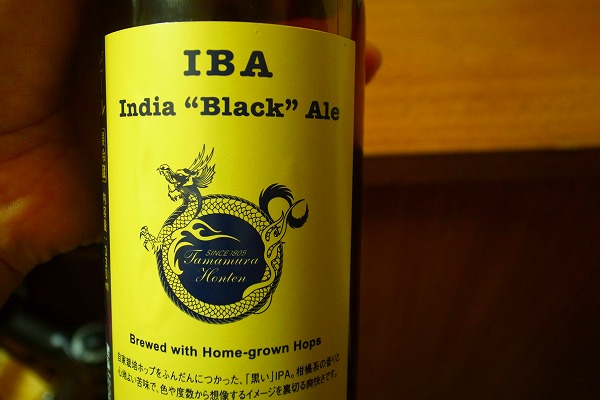 IBA
India “Black” Ale
SINCE 1805
Tamamura
Honten
Brewed with Home-grown Hops
自家栽培ホップをふんだんにつかった、「黒い」IPA。柑橘系の香りと
心地よい苦味で、色や度数から想像するイメージを裏切る爽快さです。